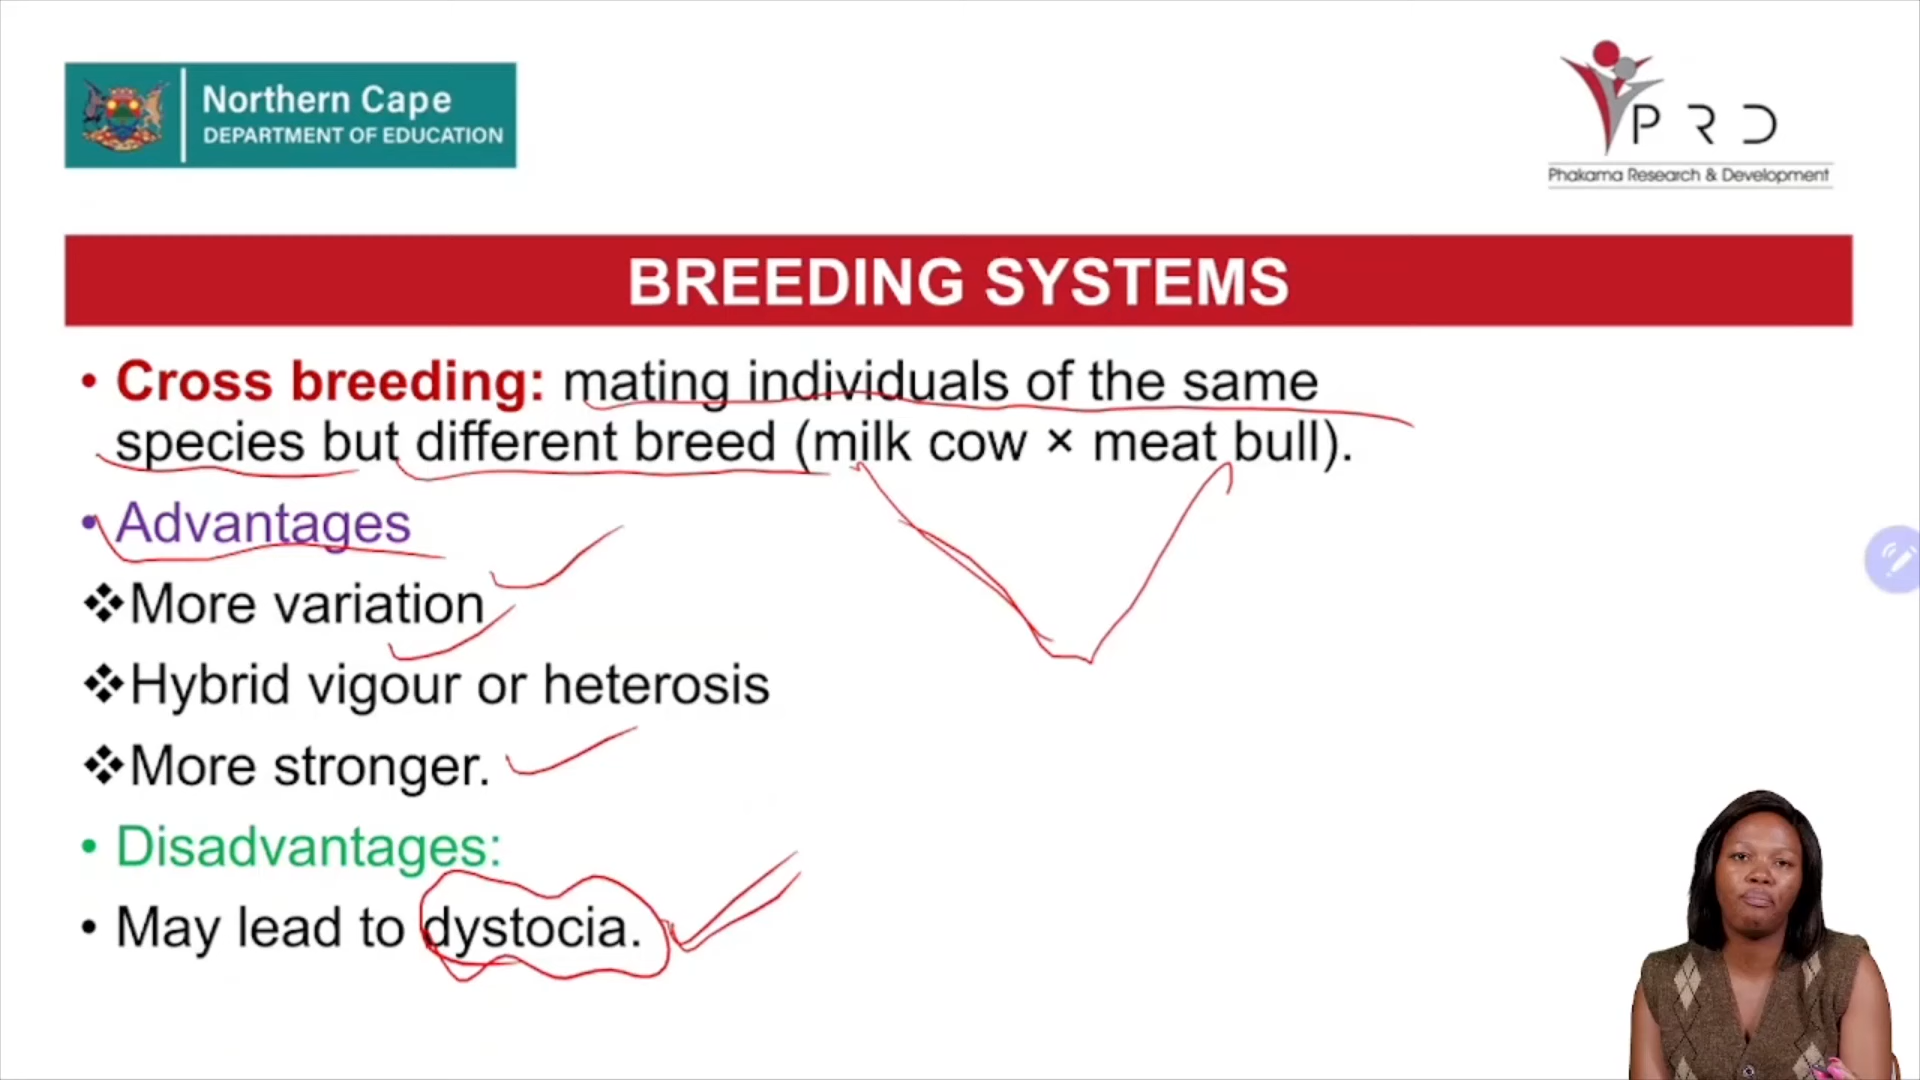 Northern Cape
DEPARTMENT OF EDUCATION
PRD
Phakama Research & Development
BREEDING SYSTEMS
• Cross breeding: mating individuals of the same
species but different breed (milk cow × meat bull).
• Advantages
❖More variation
❖Hybrid vigour or heterosis
❖More stronger.
• Disadvantages:
• May lead to dystocia.